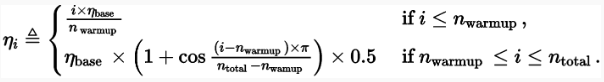 η_i ≜ { (i × η_base) / n_warmup   if i ≤ n_warmup ,
η_base × (1 + cos (((i−n_warmup) × π) / (n_total − n_wamup))) × 0.5   if n_warmup ≤ i ≤ n_total .